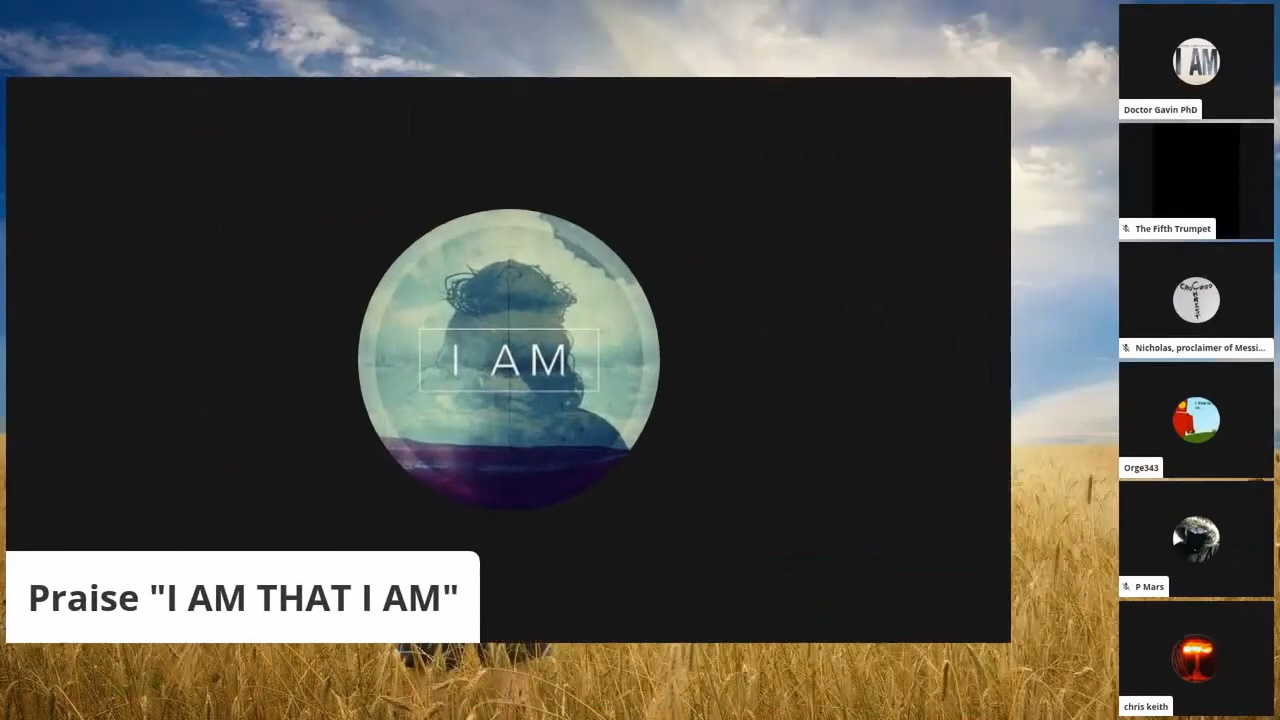 I AM
Praise "I AM THAT I AM"
I AM
Doctor Gavin PhD
The Fifth Trumpet
CHRIST
Nicholas, proclaimer of Messi...
Orge343
P Mars
chris keith